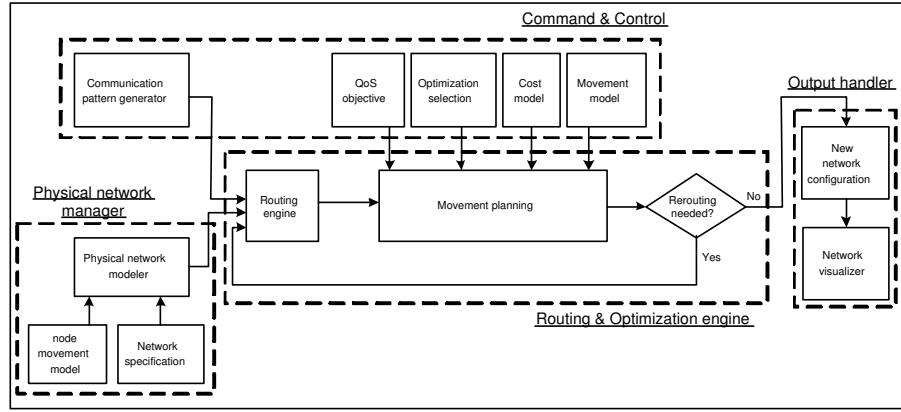 Command & Control
Communication
pattern generator
QoS
objective
Optimization
selection
Cost
model
Movement
model
Output handler
New
network
configuration
Network
visualizer
Physical network
manager
Routing
engine
Movement planning
Rerouting
needed?
No
Yes
Physical network
modeler
node
movement
model
Network
specification
Routing & Optimization engine